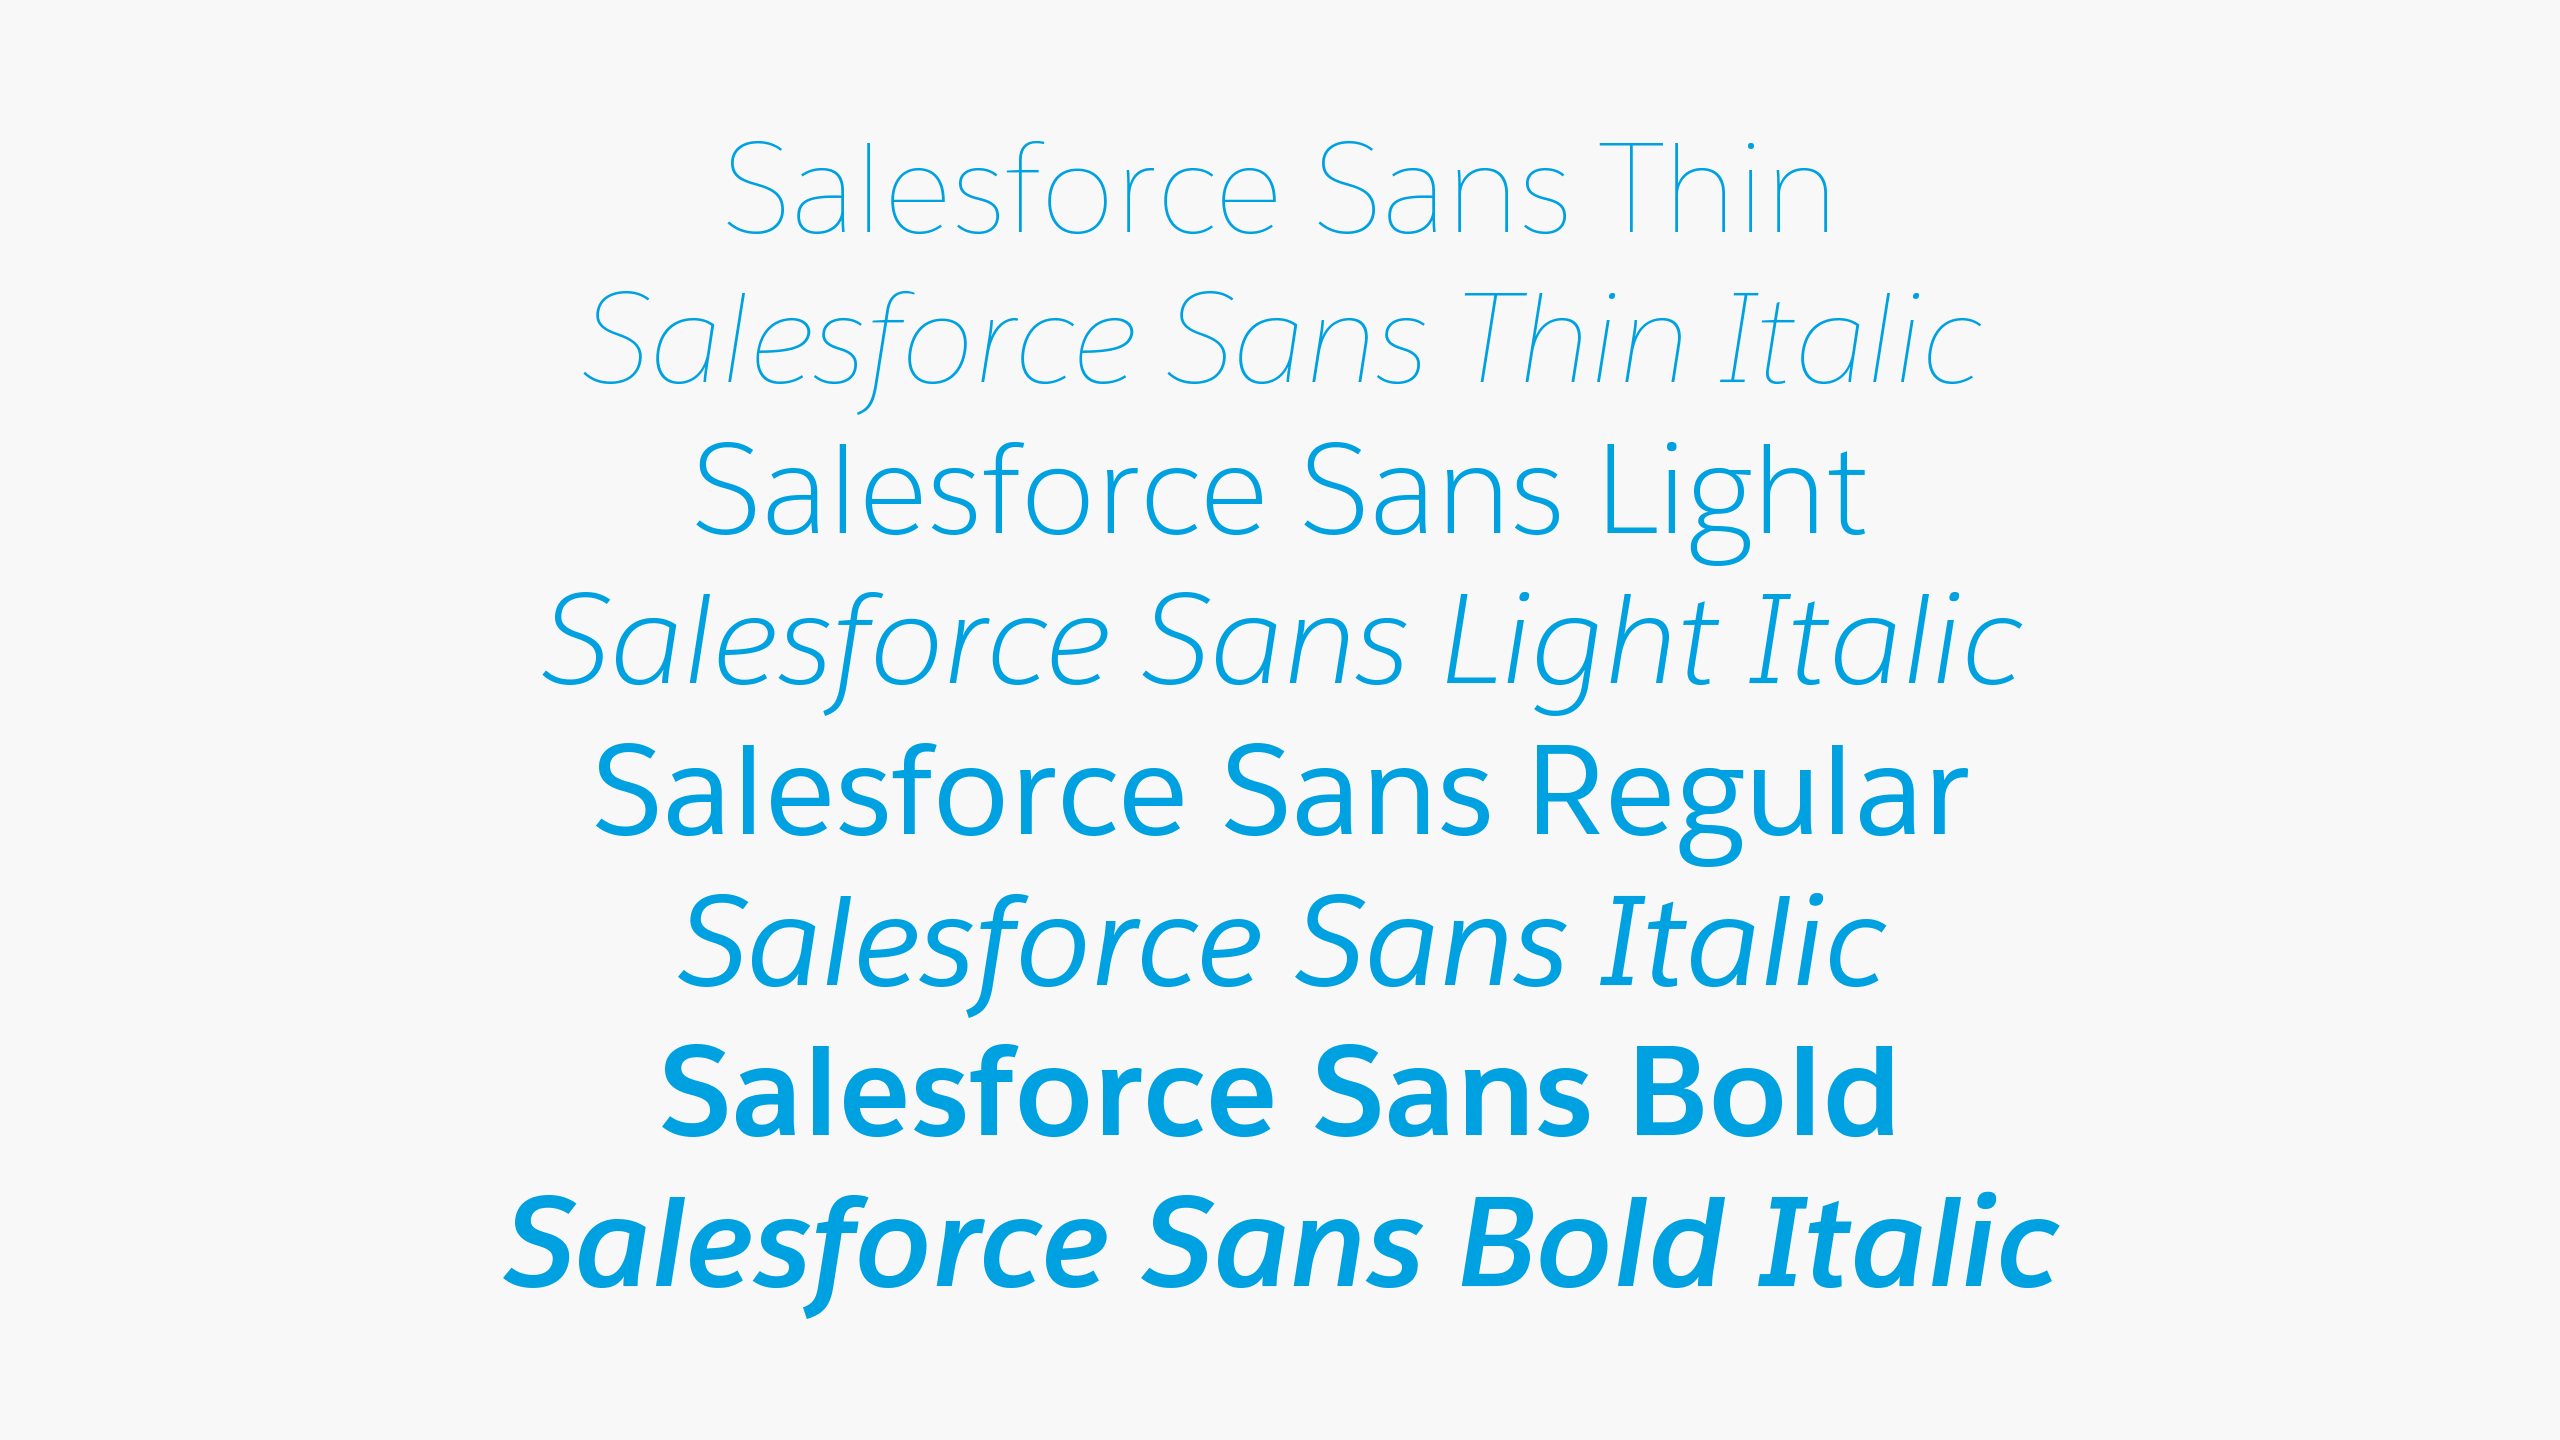 Salesforce Sans Thin
Salesforce Sans Thin Italic
Salesforce Sans Light
Salesforce Sans Light Italic
Salesforce Sans Regular
Salesforce Sans Italic
Salesforce Sans Bold
Salesforce Sans Bold Italic